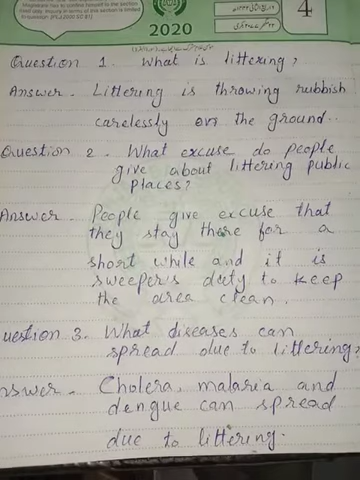 2020
4
Question 1. What is littering?
Answer - Littering is throwing rubbish
carelessly on the ground..
Question 2. What excuse do people
give about littering public
places?
Answer - People give excuse that
they stay there for a
short while and it is
sweeper's duty to keep
the area clean.
uestion 3. What diseases can
spread due to littering?
nswer - Cholera, malaria and
dengue can spread
due to littering.